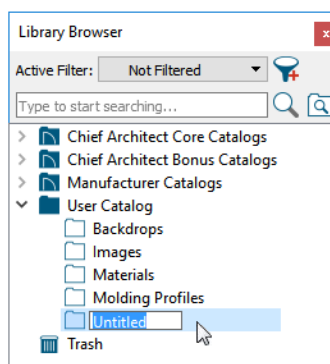 Library Browser
x
Active Filter: Not Filtered
Type to start searching...
Chief Architect Core Catalogs
Chief Architect Bonus Catalogs
Manufacturer Catalogs
User Catalog
Backdrops
Images
Materials
Molding Profiles
Untitled
Trash